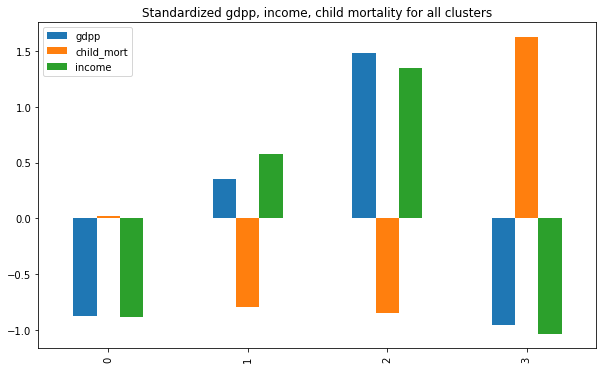 Standardized gdpp, income, child mortality for all clusters
gdpp
child_mort
income
1.5
1.0
0.5
0.0
−0.5
−1.0
0
1
2
3